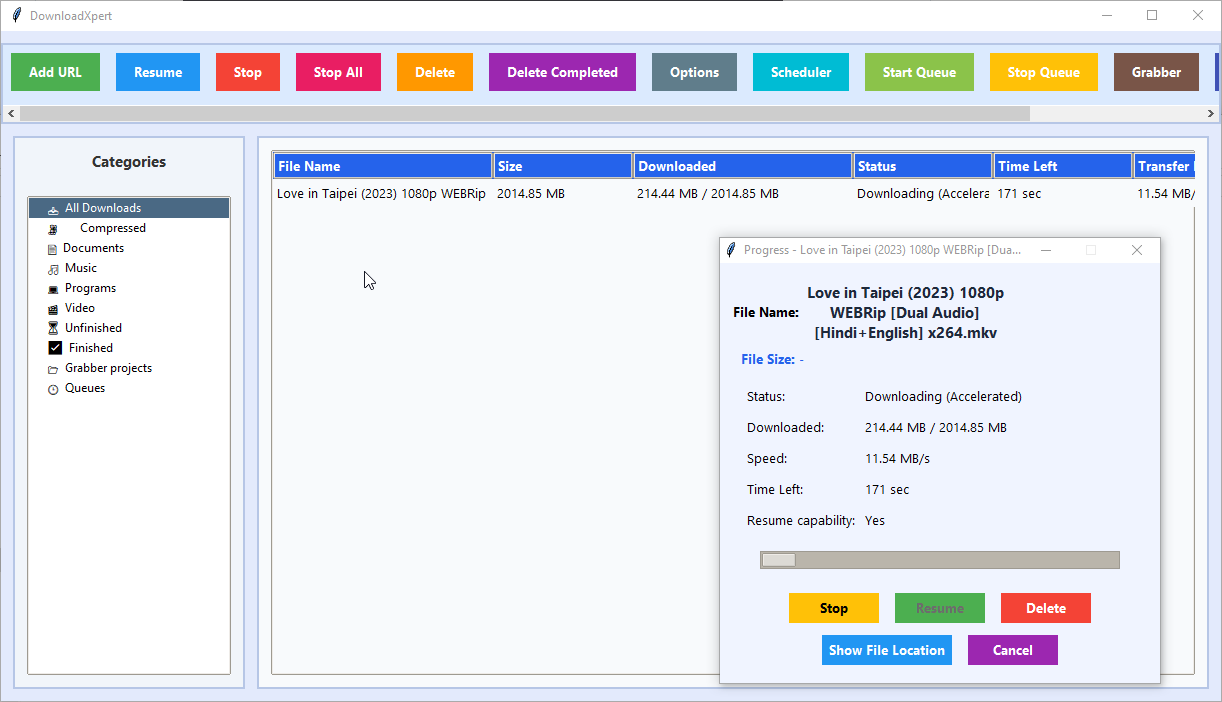 DownloadXpert
Add URL Resume Stop Stop All Delete Delete Completed Options Scheduler Start Queue Stop Queue Grabber
Categories
All Downloads
Compressed
Documents
Music
Programs
Video
Unfinished
Finished
Grabber projects
Queues
File Name Size Downloaded Status Time Left Transfer
Love in Taipei (2023) 1080p WEBRip 2014.85 MB 214.44 MB / 2014.85 MB Downloading (Accelera 171 sec 11.54 MB/
Progress - Love in Taipei (2023) 1080p WEBRip [Dua...
File Name: Love in Taipei (2023) 1080p
WEBRip [Dual Audio]
[Hindi+English] x264.mkv
File Size: -
Status: Downloading (Accelerated)
Downloaded: 214.44 MB / 2014.85 MB
Speed: 11.54 MB/s
Time Left: 171 sec
Resume capability: Yes
Stop Resume Delete
Show File Location Cancel